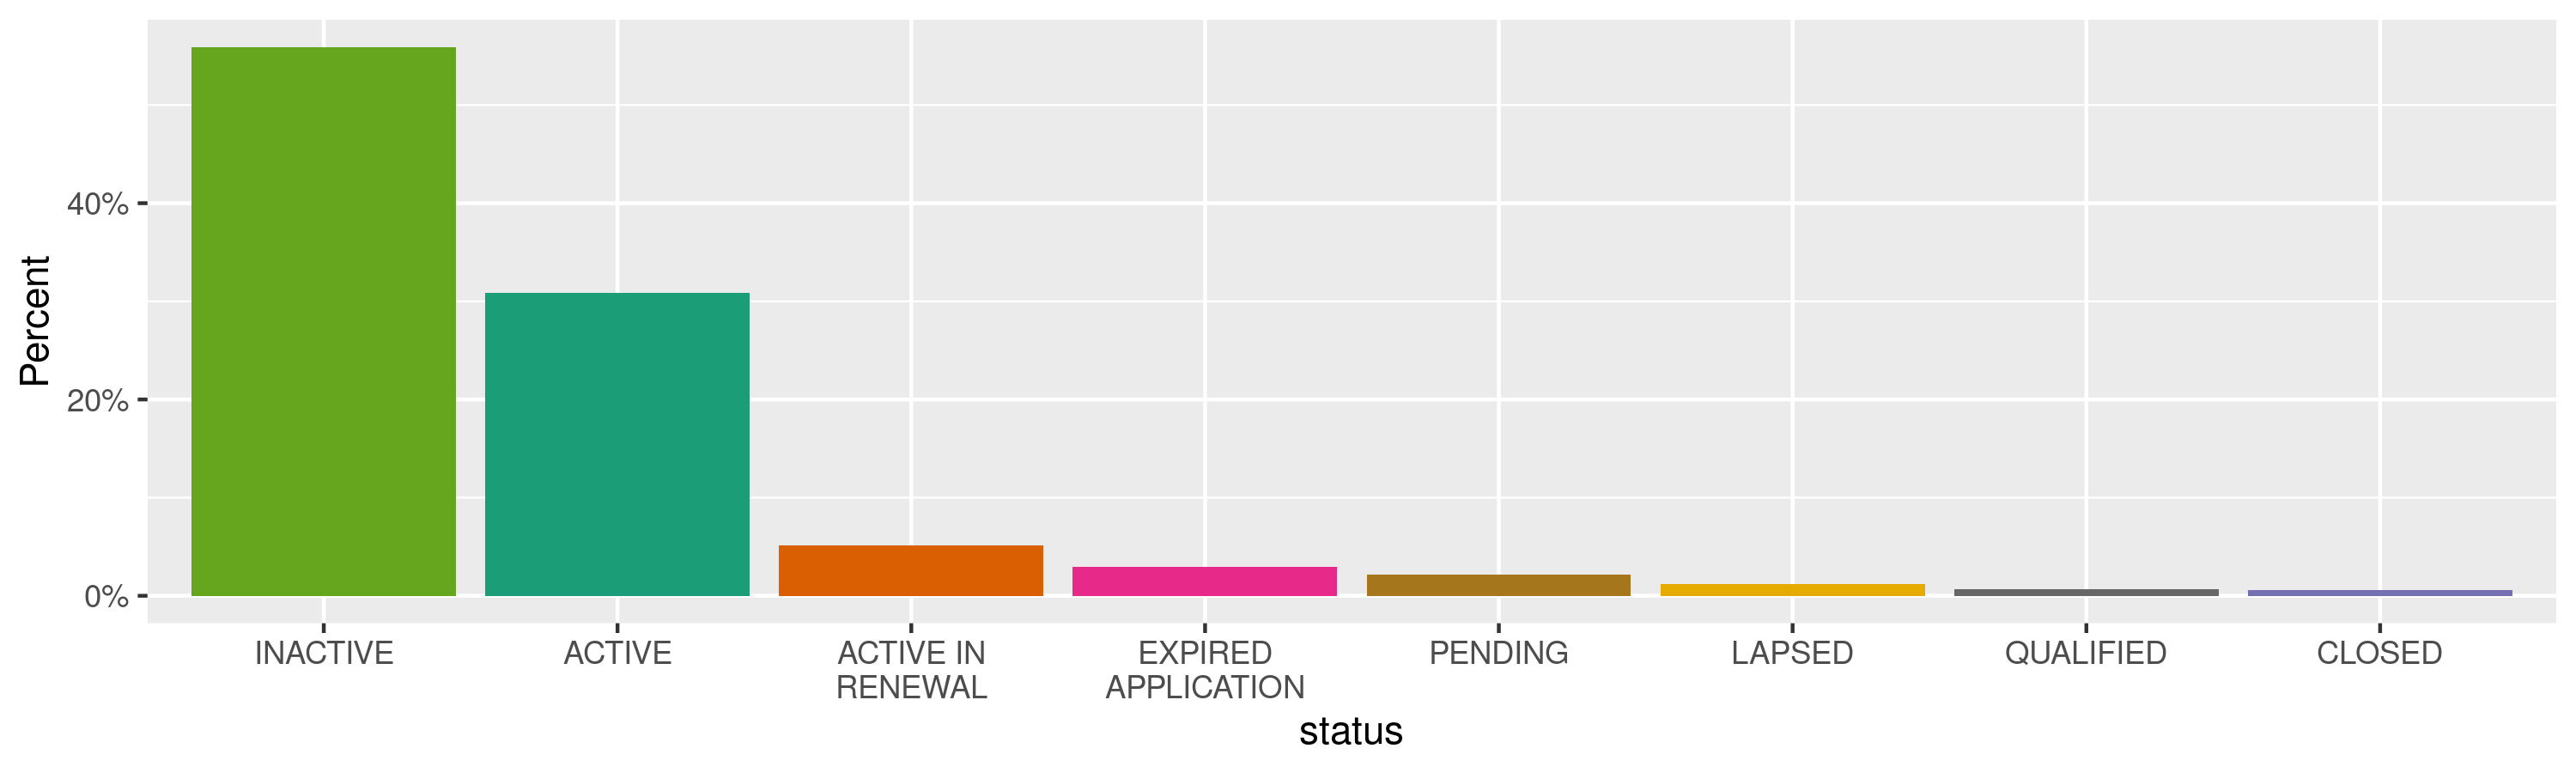 Percent
40%
20%
0%
INACTIVE
ACTIVE
ACTIVE IN
RENEWAL
EXPIRED
APPLICATION
PENDING
LAPSED
QUALIFIED
CLOSED
status